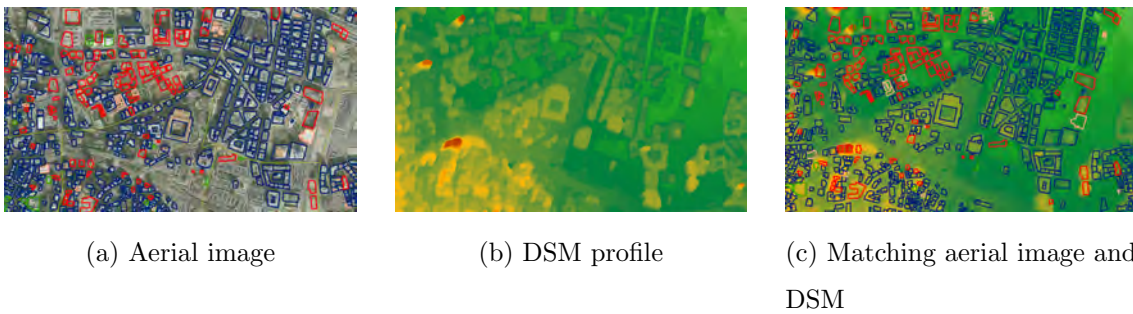 (a) Aerial image
(b) DSM profile
(c) Matching aerial image and
DSM